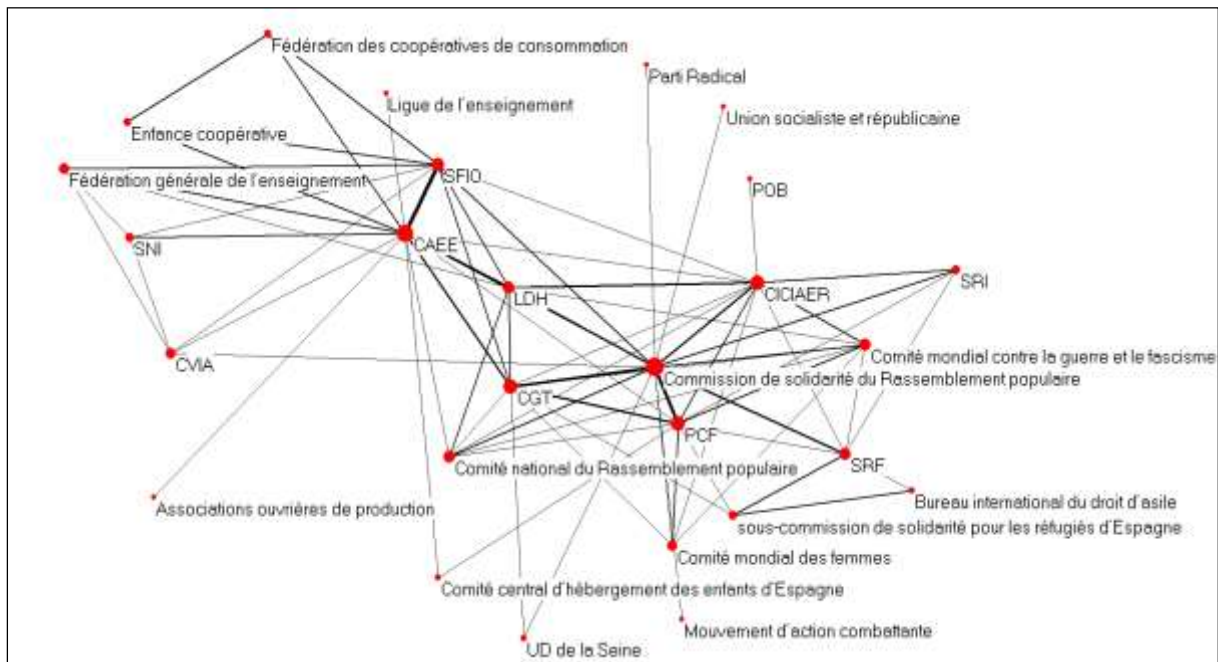 Fédération des coopératives de consommation
Parti Radical
Ligue de l'enseignement
Union socialiste et républicaine
Enfance coopérative
SFIO
Fédération générale de l'enseignement
POB
CAEE
SNI
SRI
CICIAER
LDH
Comité mondial contre la guerre et le fascisme
CVIA
Commission de solidarité du Rassemblement populaire
CGT
PCF
Comité national du Rassemblement populaire
SRF
Bureau international du droit d'asile
Associations ouvrières de production
sous-commission de solidarité pour les réfugiés d'Espagne
Comité mondial des femmes
Comité central d'hébergement des enfants d'Espagne
Mouvement d'action combattante
UD de la Seine